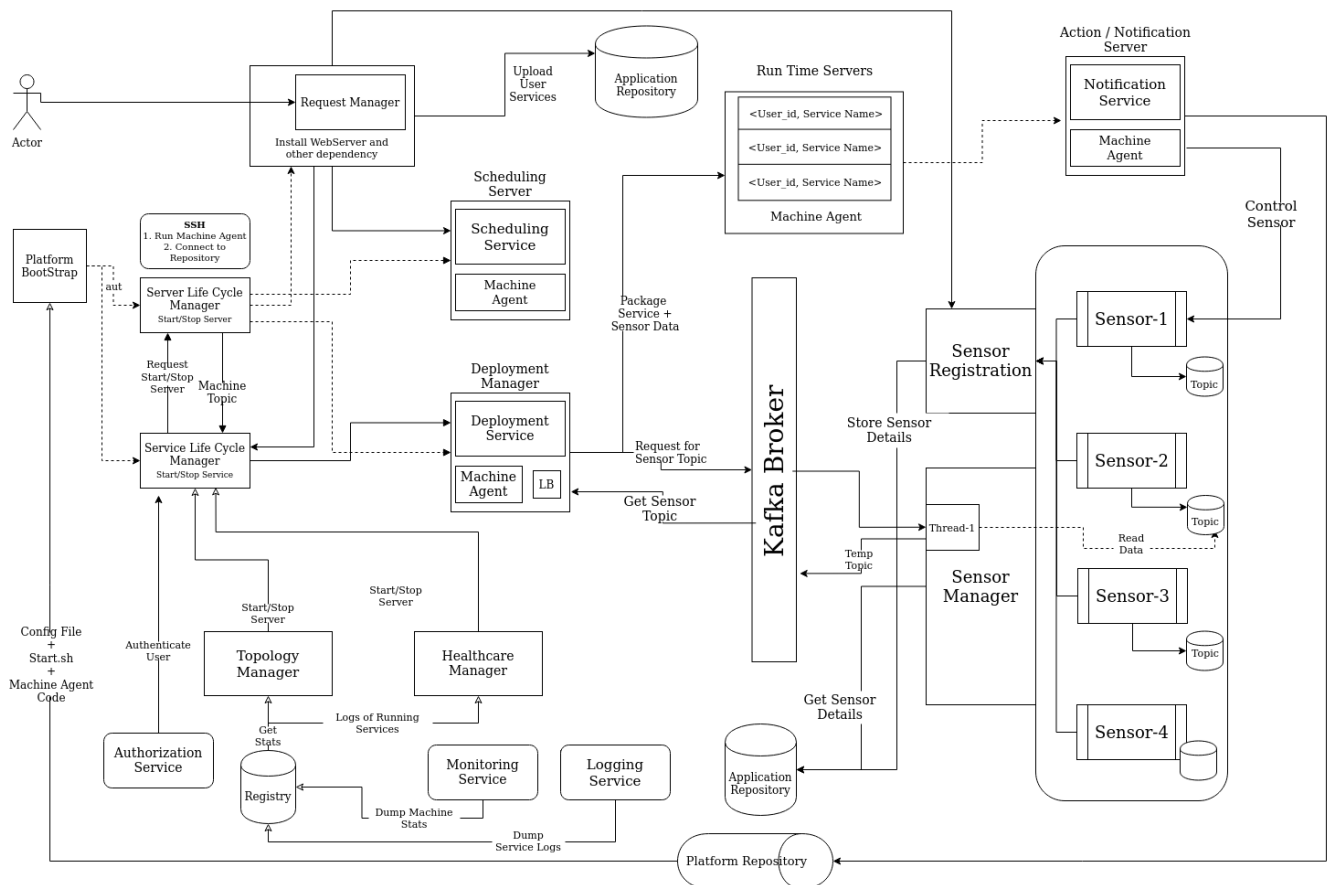 Action / Notification
Server
Upload
User
Services
Application
Repository
Run Time Servers
Notification
Service
Request Manager
<User_id, Service Name>
Actor
Install WebServer and
other dependency
<User_id, Service Name>
Machine
Agent
<User_id, Service Name>
Machine Agent
Scheduling
Server
Scheduling
Service
Machine
Agent
Control
Sensor
SSH
1. Run Machine Agent
2. Connect to
Repository
Platform
BootStrap
aut
Server Life Cycle
Manager
Start/Stop Server
Package
Service +
Sensor Data
Sensor-1
Topic
Sensor
Registration
Request
Start/Stop
Server
Machine
Topic
Deployment
Manager
Deployment
Service
Machine
Agent
LB
Service Life Cycle
Manager
Start/Stop Service
Request for
Sensor Topic
Get Sensor
Topic
Kafka Broker
Store Sensor
Details
Sensor-2
Topic
Thread-1
Read
Data
Temp
Topic
Sensor
Manager
Sensor-3
Topic
Start/Stop
Server
Start/Stop
Server
Config File
+
Start.sh
+
Machine Agent
Code
Authenticate
User
Topology
Manager
Healthcare
Manager
Get Sensor
Details
Sensor-4
Logs of Running
Services
Get
Stats
Authorization
Service
Registry
Monitoring
Service
Logging
Service
Application
Repository
Dump Machine
Stats
Dump
Service Logs
Platform Repository